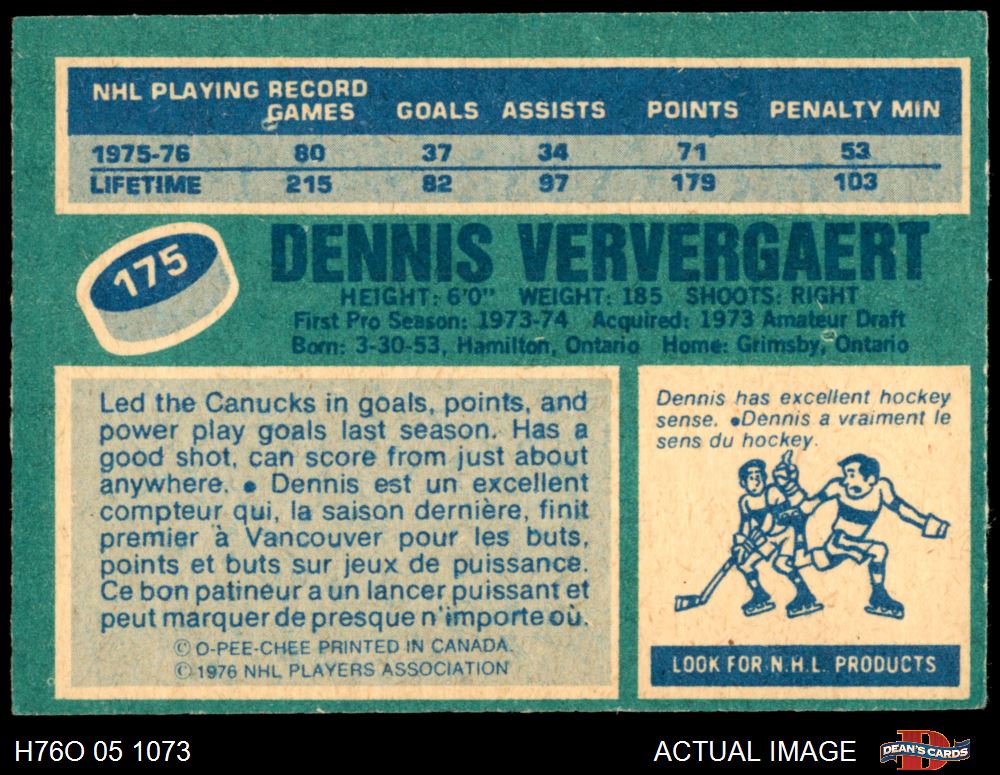 NHL PLAYING RECORD
GAMES GOALS ASSISTS POINTS PENALTY MIN
1975-76 80 37 34 71 53
LIFETIME 215 82 97 179 103
175
DENNIS VERVERGAERT
HEIGHT: 6'0" WEIGHT: 185 SHOOTS: RIGHT
First Pro Season: 1973-74 Acquired: 1973 Amateur Draft
Born: 3-30-53, Hamilton, Ontario Home: Grimsby, Ontario
Led the Canucks in goals, points, and
power play goals last season. Has a
good shot, can score from just about
anywhere. ● Dennis est un excellent
compteur qui, la saison dernière, finit
premier à Vancouver pour les buts,
points et buts sur jeux de puissance.
Ce bon patineur a un lancer puissant et
peut marquer de presque n'importe où.
© O-PEE-CHEE PRINTED IN CANADA.
© 1976 NHL PLAYERS ASSOCIATION
Dennis has excellent hockey
sense. ●Dennis a vraiment le
sens du hockey.
LOOK FOR N.H.L. PRODUCTS
H76O 05 1073
ACTUAL IMAGE
DEAN'S CARDS